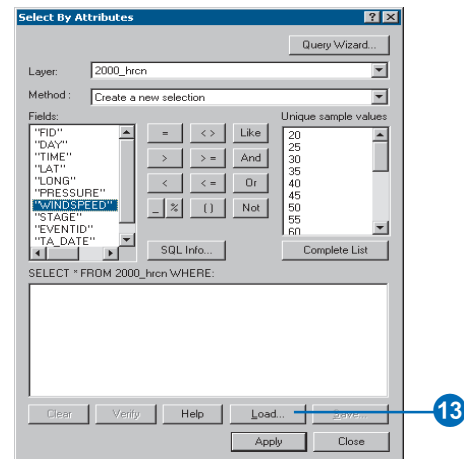 Select By Attributes
Query Wizard...
Layer: 2000_hrcn
Method : Create a new selection
Fields:
Unique sample values
"FID"
"DAY"
"TIME"
"LAT"
"LONG"
"PRESSURE"
"WINDSPEED"
"STAGE"
"EVENTID"
"TA_DATE"
= < > Like
> > = And
< < = Or
_ % () Not
20
25
30
35
40
45
50
55
60
SQL Info...
Complete List
SELECT * FROM 2000_hrcn WHERE:
Clear Verify Help Load... Save...
13
Apply Close